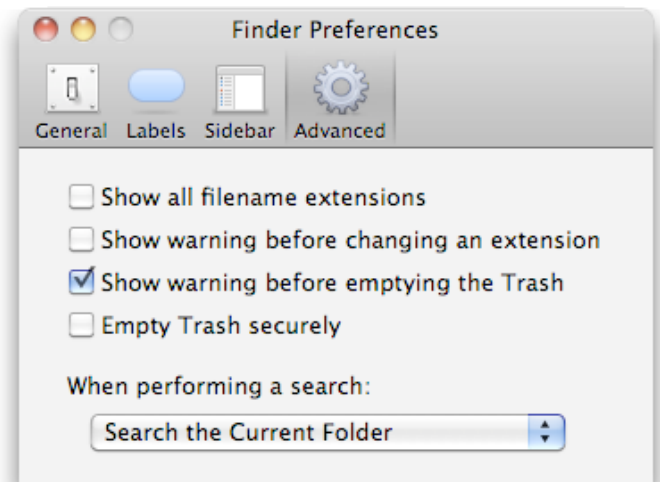 Finder Preferences
General Labels Sidebar Advanced
Show all filename extensions
Show warning before changing an extension
Show warning before emptying the Trash
Empty Trash securely
When performing a search:
Search the Current Folder